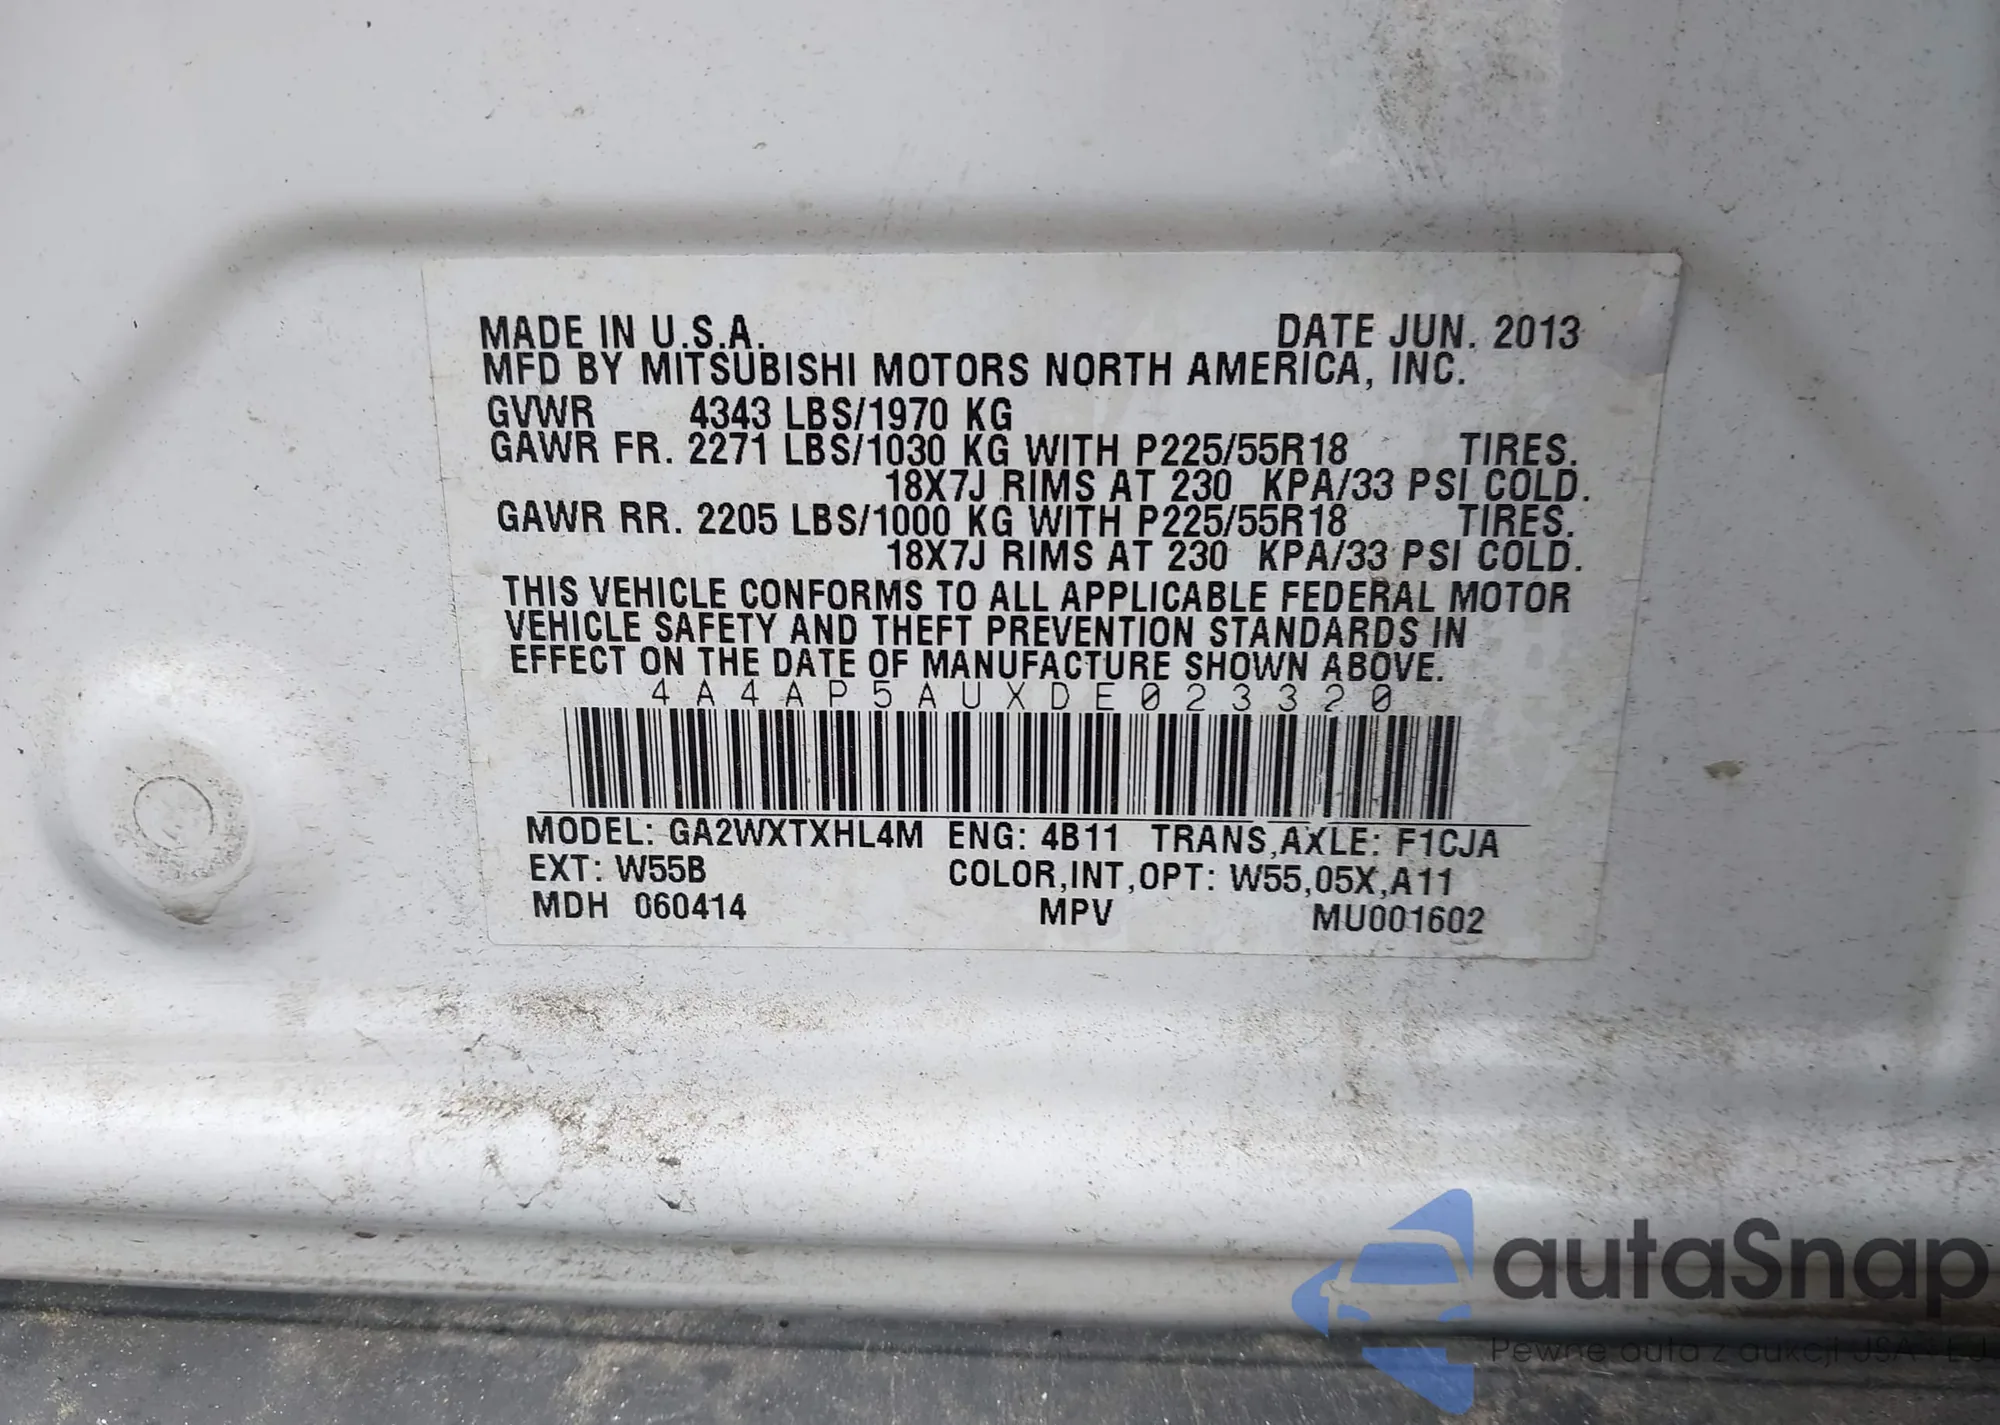 MADE IN U.S.A. DATE JUN. 2013
MFD BY MITSUBISHI MOTORS NORTH AMERICA, INC.
GVWR 4343 LBS/1970 KG
GAWR FR. 2271 LBS/1030 KG WITH P225/55R18 TIRES.
18X7J RIMS AT 230 KPA/33 PSI COLD.
GAWR RR. 2205 LBS/1000 KG WITH P225/55R18 TIRES.
18X7J RIMS AT 230 KPA/33 PSI COLD.
THIS VEHICLE CONFORMS TO ALL APPLICABLE FEDERAL MOTOR
VEHICLE SAFETY AND THEFT PREVENTION STANDARDS IN
EFFECT ON THE DATE OF MANUFACTURE SHOWN ABOVE.
4A4AP5AUXDE023320
MODEL: GA2WXTXHL4M ENG: 4B11 TRANS,AXLE: F1CJA
EXT: W55B COLOR,INT,OPT: W55,05X,A11
MDH 060414 MPV MU001602
autaSnap
Pewne auta z aukcji USA i EU